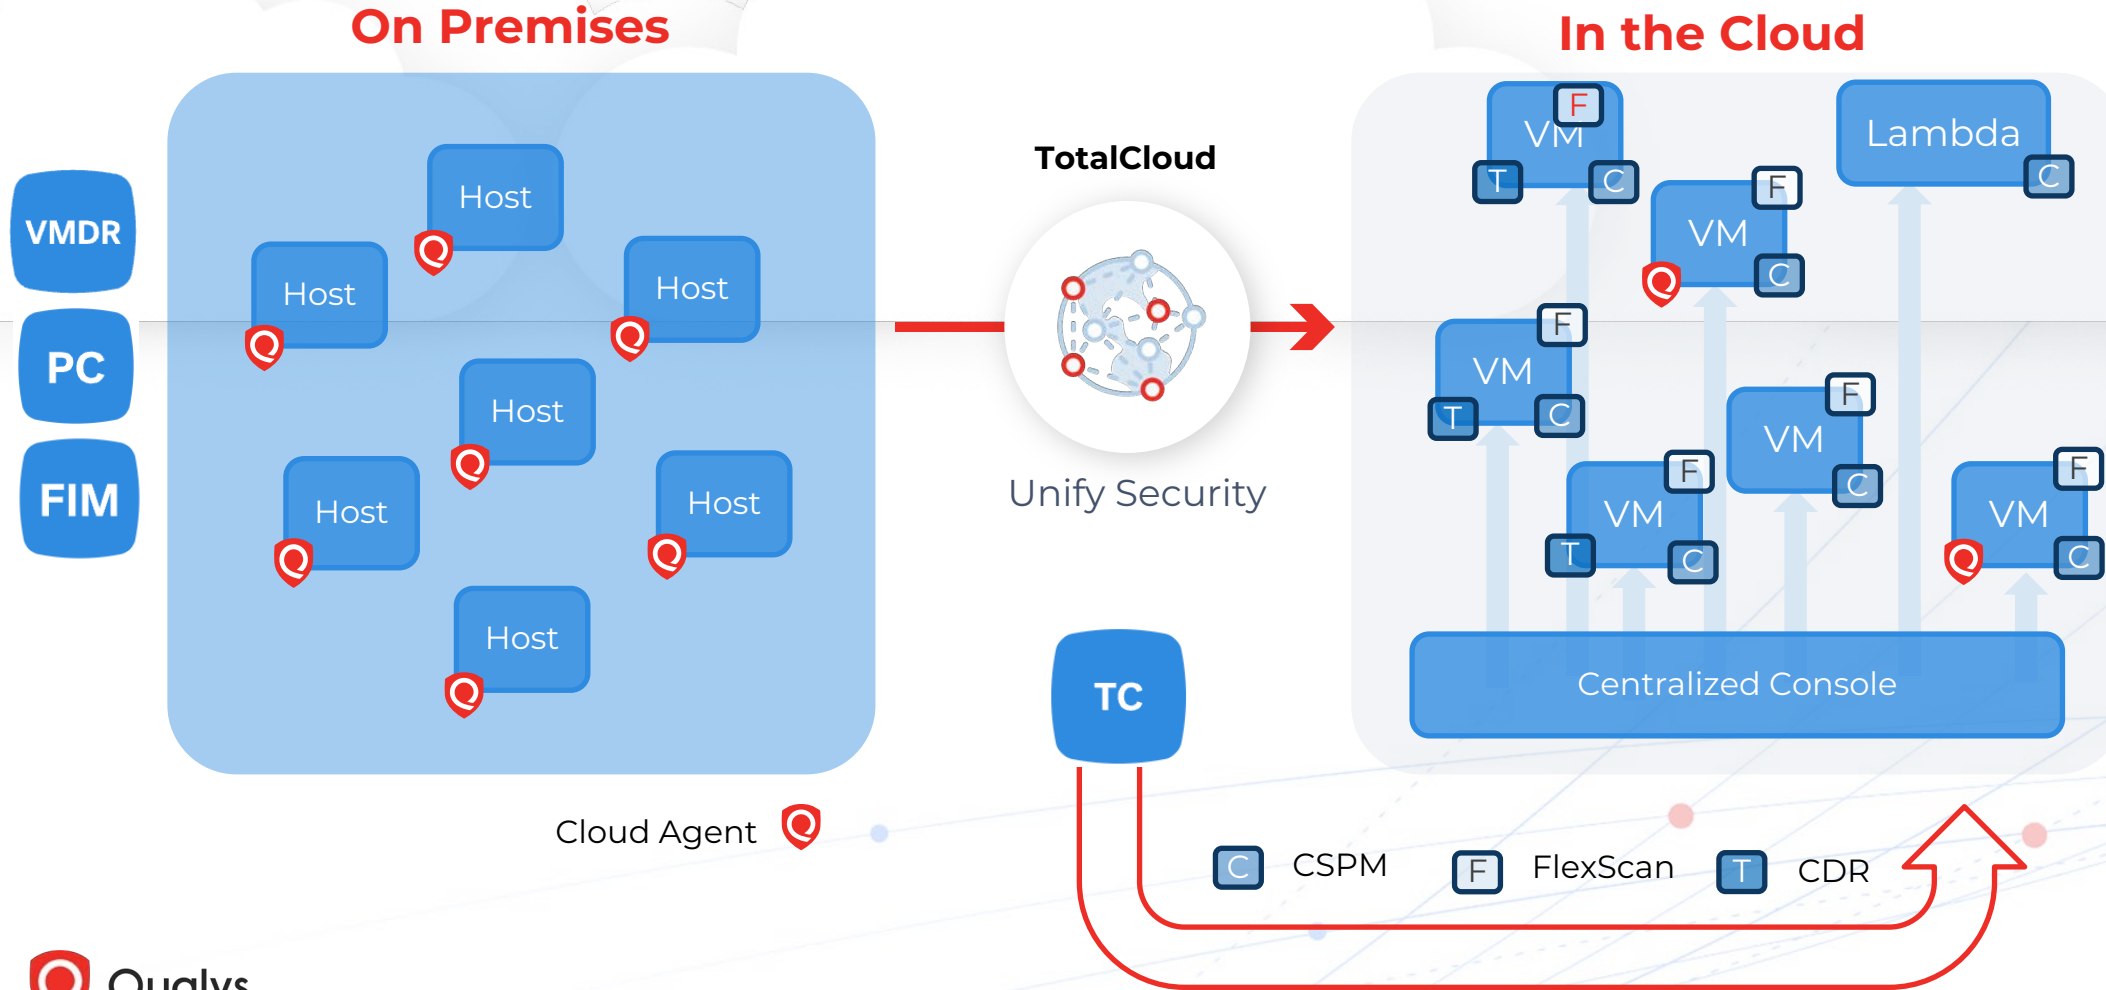 On Premises
In the Cloud
VMDR
PC
FIM
Host
Host
Host
Host
Host
Host
Host
Cloud Agent
TotalCloud
Unify Security
TC
F
VM
T
C
Lambda
C
F
VM
C
F
VM
T
C
F
VM
C
F
VM
T
C
F
VM
C
Centralized Console
C CSPM
F FlexScan
T CDR
Qualys